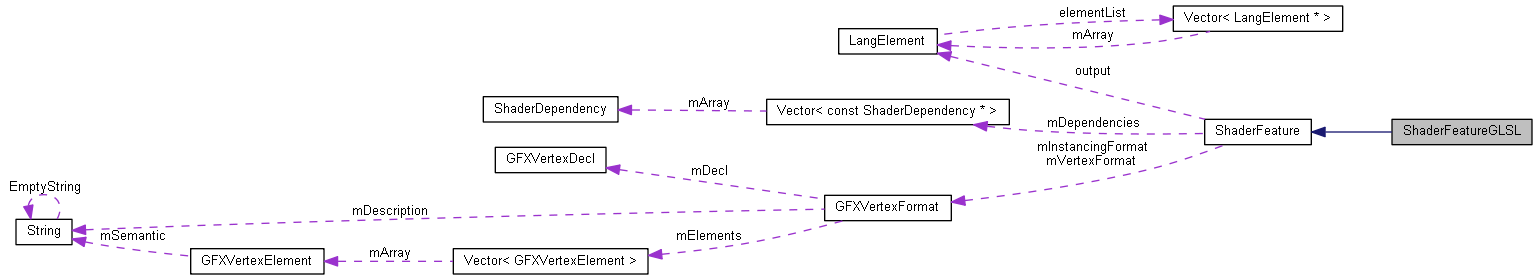 elementList
Vector< LangElement * >
mArray
LangElement
output
ShaderDependency
mArray
Vector< const ShaderDependency * >
mDependencies
ShaderFeature
ShaderFeatureGLSL
mInstancingFormat
mVertexFormat
GFXVertexDecl
mDecl
EmptyString
mDescription
GFXVertexFormat
String
mSemantic
mElements
mArray
GFXVertexElement
Vector< GFXVertexElement >